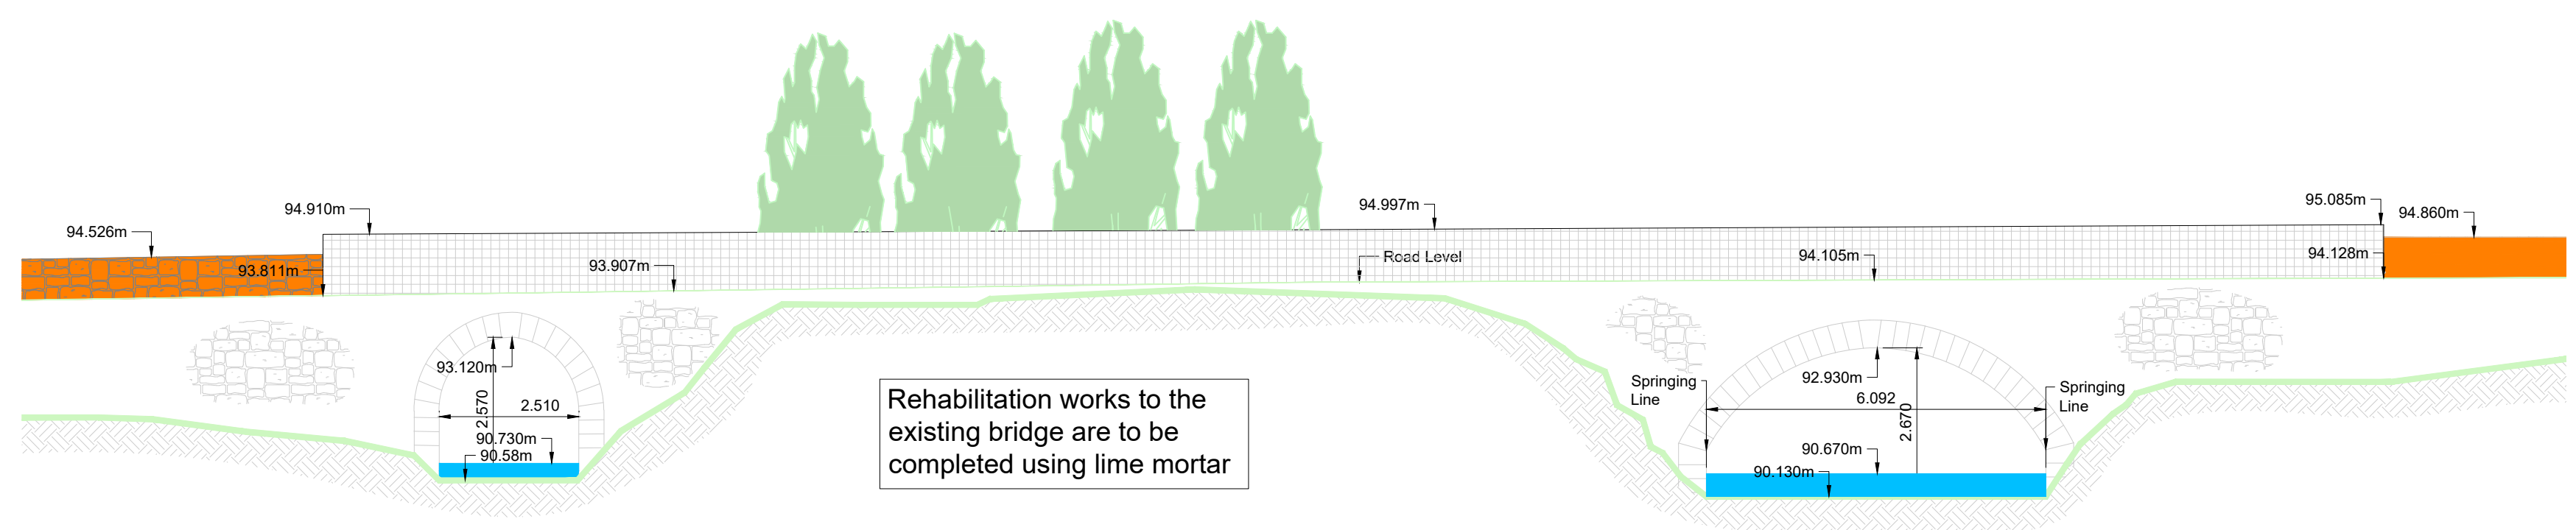 94.526m
94.910m
93.811m
93.907m
94.997m
Road Level
94.105m
95.085m
94.860m
94.128m
93.120m
2.570
2.510
90.730m
90.58m
Rehabilitation works to the
existing bridge are to be
completed using lime mortar
Springing
Line
92.930m
6.092
2.670
90.670m
90.130m
Springing
Line